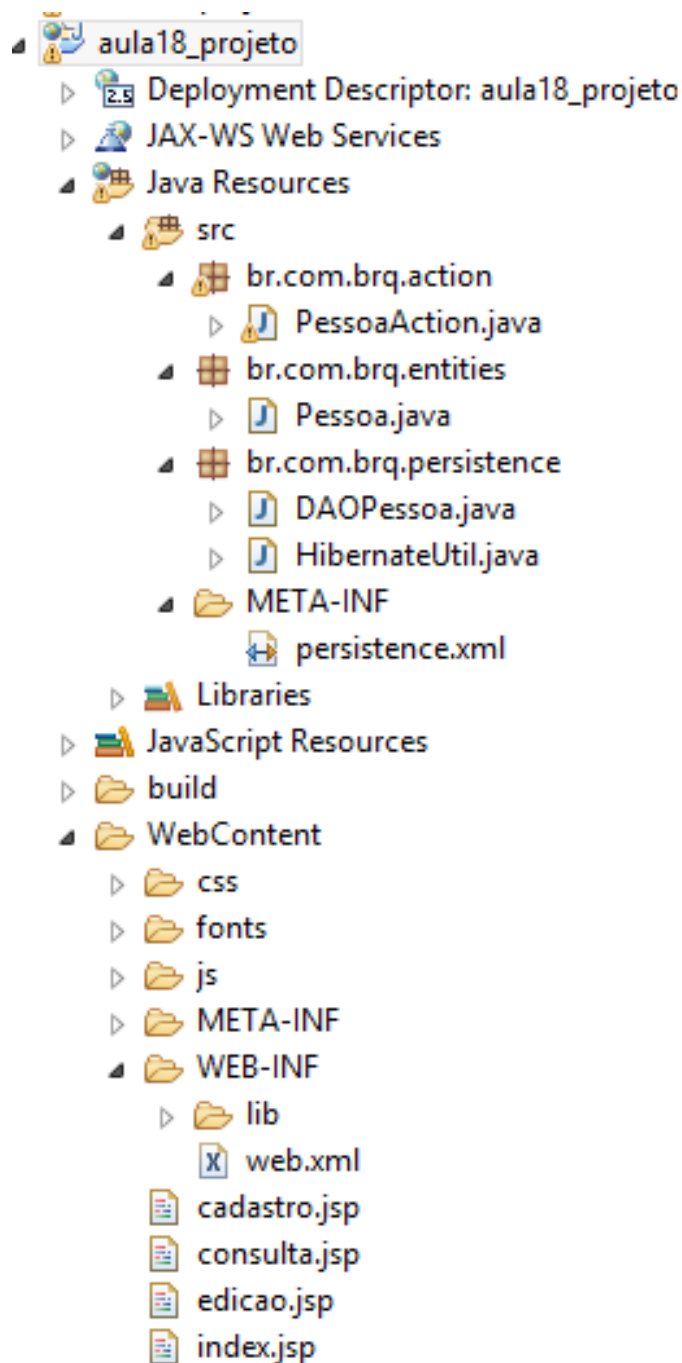 aula18_projeto
2.5 Deployment Descriptor: aula18_projeto
JAX-WS Web Services
Java Resources
src
br.com.brq.action
J PessoaAction.java
br.com.brq.entities
J Pessoa.java
br.com.brq.persistence
J DAOPessoa.java
J HibernateUtil.java
META-INF
persistence.xml
Libraries
JavaScript Resources
build
WebContent
css
fonts
js
META-INF
WEB-INF
lib
X web.xml
cadastro.jsp
consulta.jsp
edicao.jsp
index.jsp